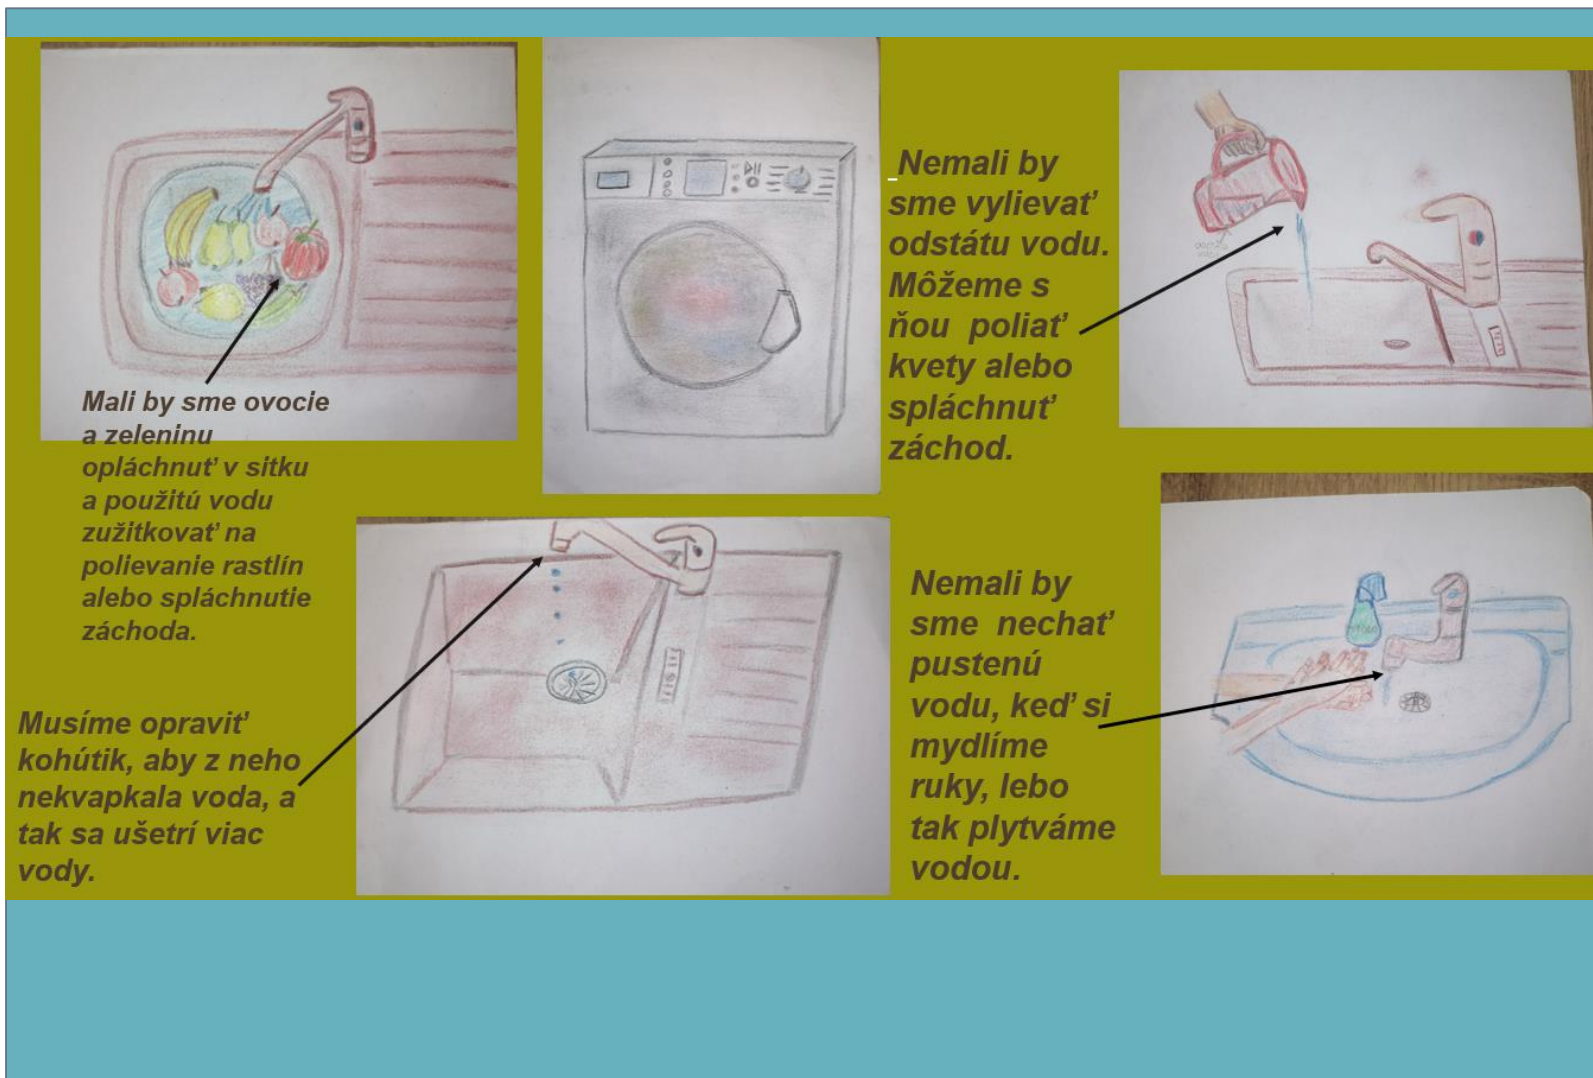 Mali by sme ovocie
a zeleninu
opláchnuť v sitku
a použitú vodu
zužitkovať na
polievanie rastlín
alebo spláchnutie
záchoda.
Nemali by
sme vylievať
odstátu vodu.
Môžeme s
ňou poliať
kvety alebo
spláchnuť
záchod.
Musíme opraviť
kohútik, aby z neho
nekvapkala voda, a
tak sa ušetrí viac
vody.
Nemali by
sme nechať
pustenú
vodu, keď si
mydlíme
ruky, lebo
tak plytváme
vodou.